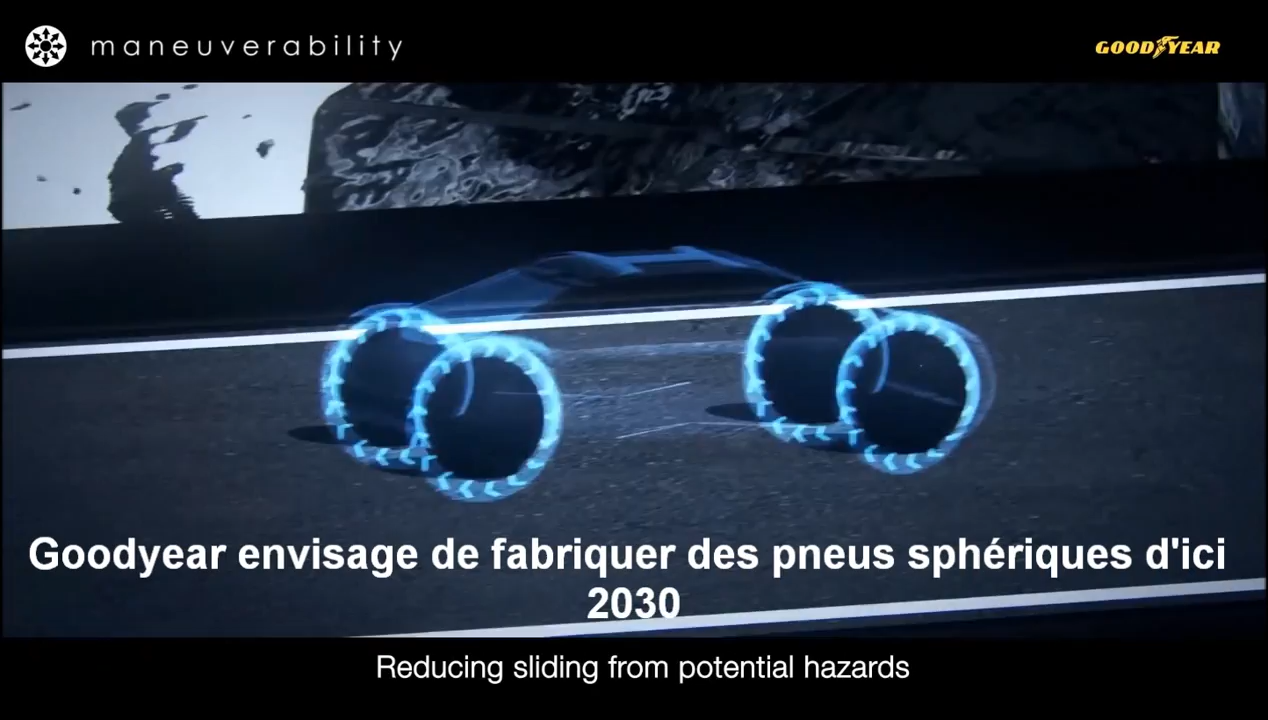 maneuverability
GOODYEAR
Goodyear envisage de fabriquer des pneus sphériques d'ici
2030
Reducing sliding from potential hazards